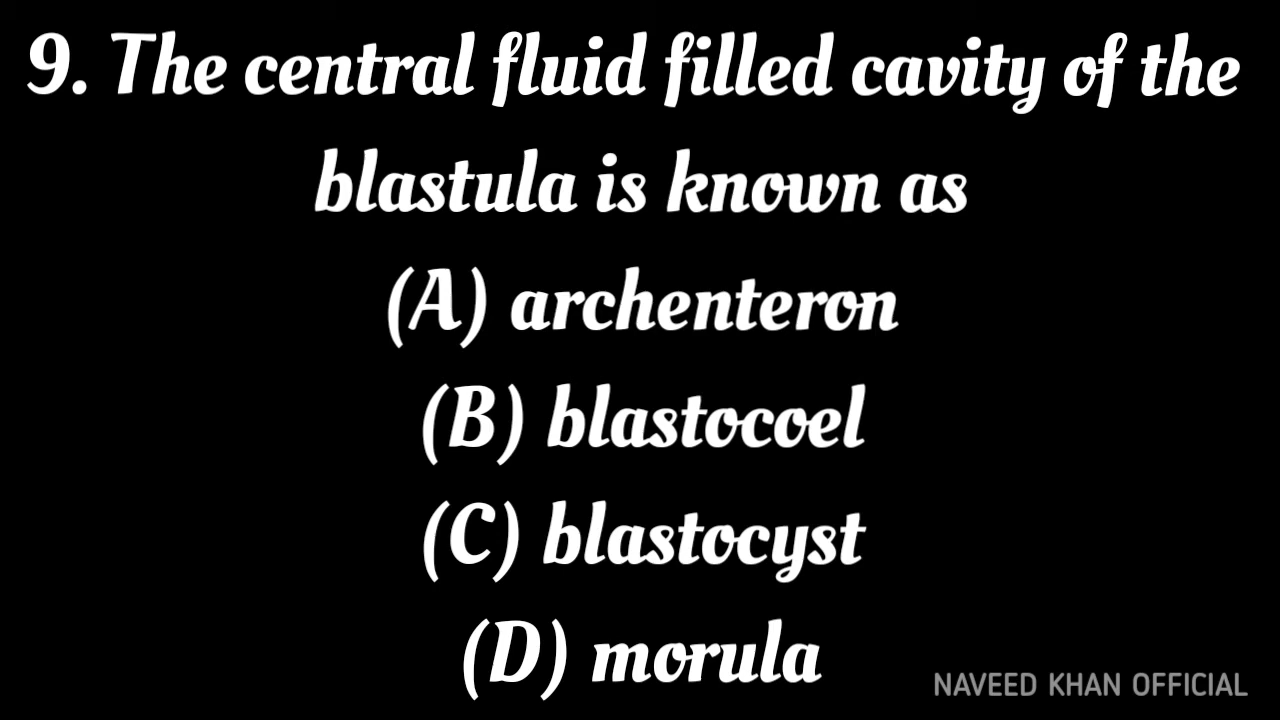 9. The central fluid filled cavity of the
blastula is known as
(A) archenteron
(B) blastocoel
(C) blastocyst
(D) morula
NAVEED KHAN OFFICIAL